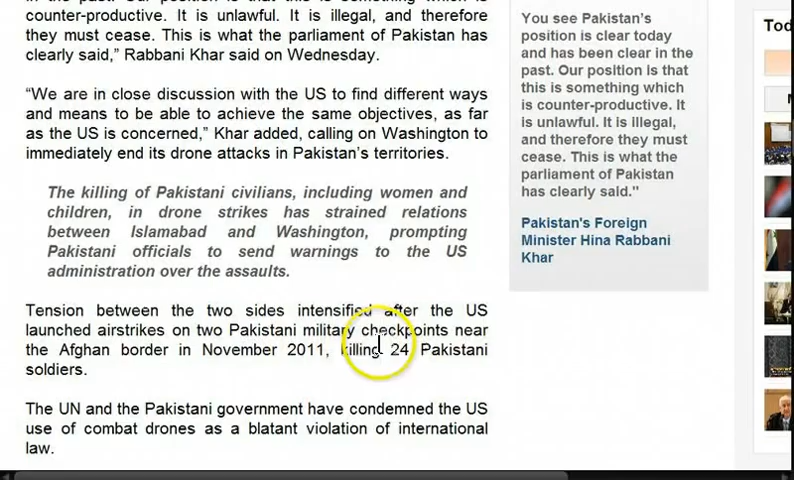 in the past. Our position is that this is something which is
counter-productive. It is unlawful. It is illegal, and therefore
they must cease. This is what the parliament of Pakistan has
clearly said,” Rabbani Khar said on Wednesday.
“We are in close discussion with the US to find different ways
and means to be able to achieve the same objectives, as far
as the US is concerned,” Khar added, calling on Washington to
immediately end its drone attacks in Pakistan’s territories.
The killing of Pakistani civilians, including women and
children, in drone strikes has strained relations
between Islamabad and Washington, prompting
Pakistani officials to send warnings to the US
administration over the assaults.
Tension between the two sides intensified after the US
launched airstrikes on two Pakistani military checkpoints near
the Afghan border in November 2011, killing 24 Pakistani
soldiers.
The UN and the Pakistani government have condemned the US
use of combat drones as a blatant violation of international
law.
You see Pakistan’s
position is clear today
and has been clear in the
past. Our position is that
this is something which
is counter-productive. It
is unlawful. It is illegal,
and therefore they must
cease. This is what the
parliament of Pakistan
has clearly said."
Pakistan's Foreign
Minister Hina Rabbani
Khar
Tod